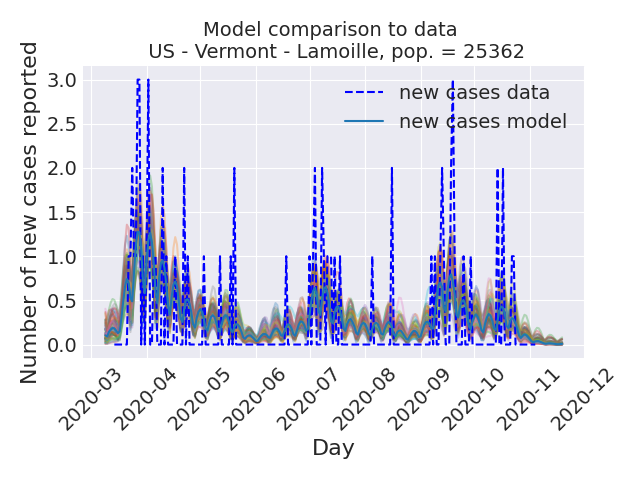 Model comparison to data
US - Vermont - Lamoille, pop. = 25362
Number of new cases reported
3.0
2.5
2.0
1.5
1.0
0.5
0.0
new cases data
new cases model
2020-03
2020-04
2020-05
2020-06
2020-07
2020-08
2020-09
2020-10
2020-11
2020-12
Day